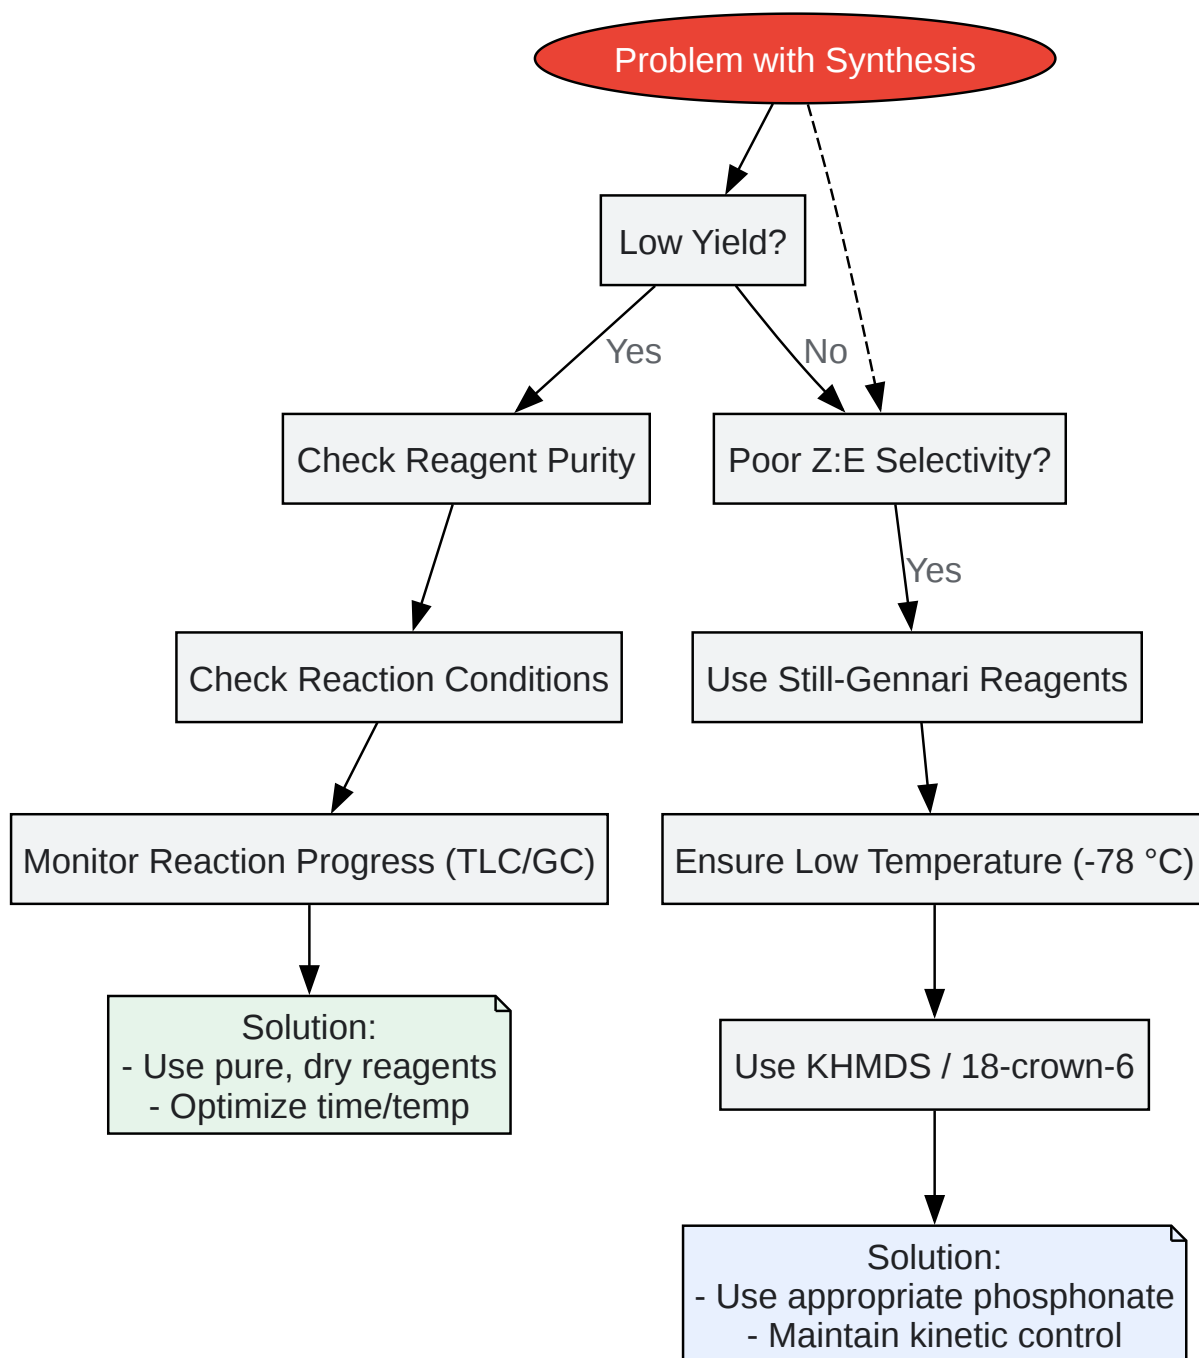 Problem with Synthesis
Low Yield?
Yes
No
Check Reagent Purity
Poor Z:E Selectivity?
Yes
Check Reaction Conditions
Use Still-Gennari Reagents
Monitor Reaction Progress (TLC/GC)
Ensure Low Temperature (-78 °C)
Solution:
- Use pure, dry reagents
- Optimize time/temp
Use KHMDS / 18-crown-6
Solution:
- Use appropriate phosphonate
- Maintain kinetic control